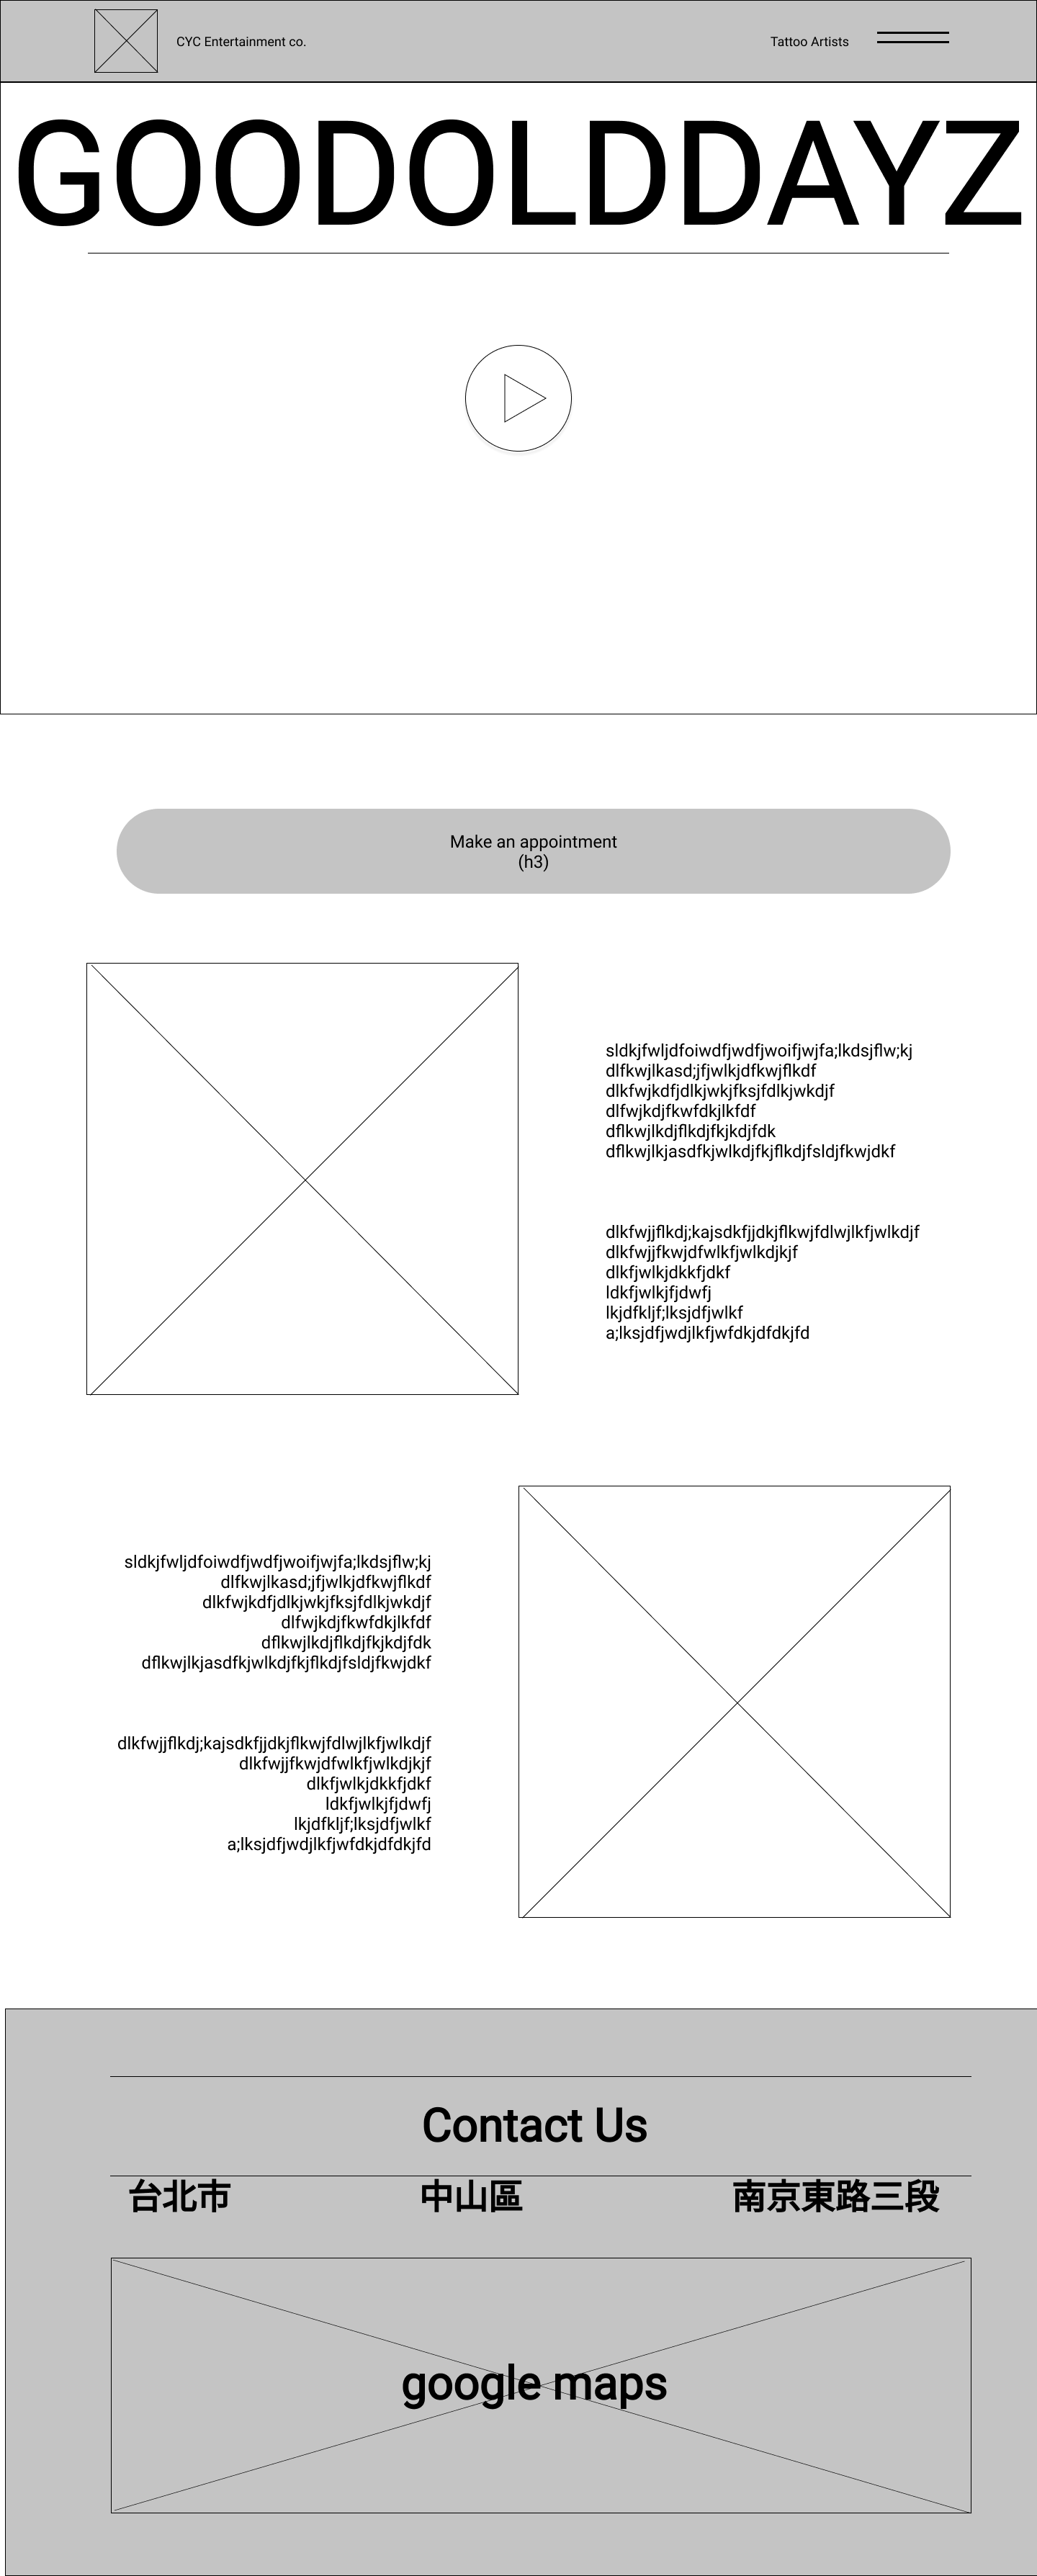 CYC Entertainment co.
Tattoo Artists
GOODOLDDAYZ
Make an appointment
(h3)
sldkjfwljdfoiwdfjwdfjwoifjwjfa;lkdsjflw;kj
dlfkwjlkasd;jfjwlkjdfkwjflkdf
dlkfwjkdfjdlkjwkjfksjfdlkjwkdjf
dlfwjkdjfkwfdkjlkfdf
dflkwjlkdjflkdjfkjkdjfdk
dflkwjlkjasdfkjwlkdjfkjflkdjfsldjfkwjdkf
dlkfwjjflkdj;kajsdkfjjdkjflkwjfdlwjlkfjwlkdjf
dlkfwjjfkwjdfwlkfjwlkdjkjf
dlkfjwlkjdkkfjdkf
ldkfjwlkjfjdwfj
lkjdfkljf;lksjdfjwlkf
a;lksjdfjwdjlkfjwfdkjdfdkjfd
sldkjfwljdfoiwdfjwdfjwoifjwjfa;lkdsjflw;kj
dlfkwjlkasd;jfjwlkjdfkwjflkdf
dlkfwjkdfjdlkjwkjfksjfdlkjwkdjf
dlfwjkdjfkwfdkjlkfdf
dflkwjlkdjflkdjfkjkdjfdk
dflkwjlkjasdfkjwlkdjfkjflkdjfsldjfkwjdkf
dlkfwjjflkdj;kajsdkfjjdkjflkwjfdlwjlkfjwlkdjf
dlkfwjjfkwjdfwlkfjwlkdjkjf
dlkfjwlkjdkkfjdkf
ldkfjwlkjfjdwfj
lkjdfkljf;lksjdfjwlkf
a;lksjdfjwdjlkfjwfdkjdfdkjfd
Contact Us
台北市
中山區
南京東路三段
google maps